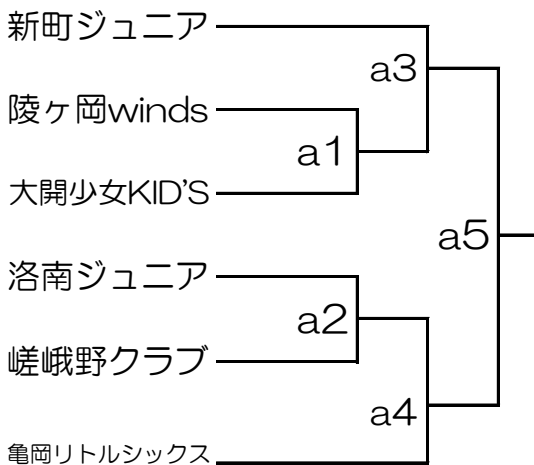 新町ジュニア
a3
陵ヶ岡winds
a1
大開少女KID'S
a5
洛南ジュニア
a2
嵯峨野クラブ
a4
亀岡リトルシックス